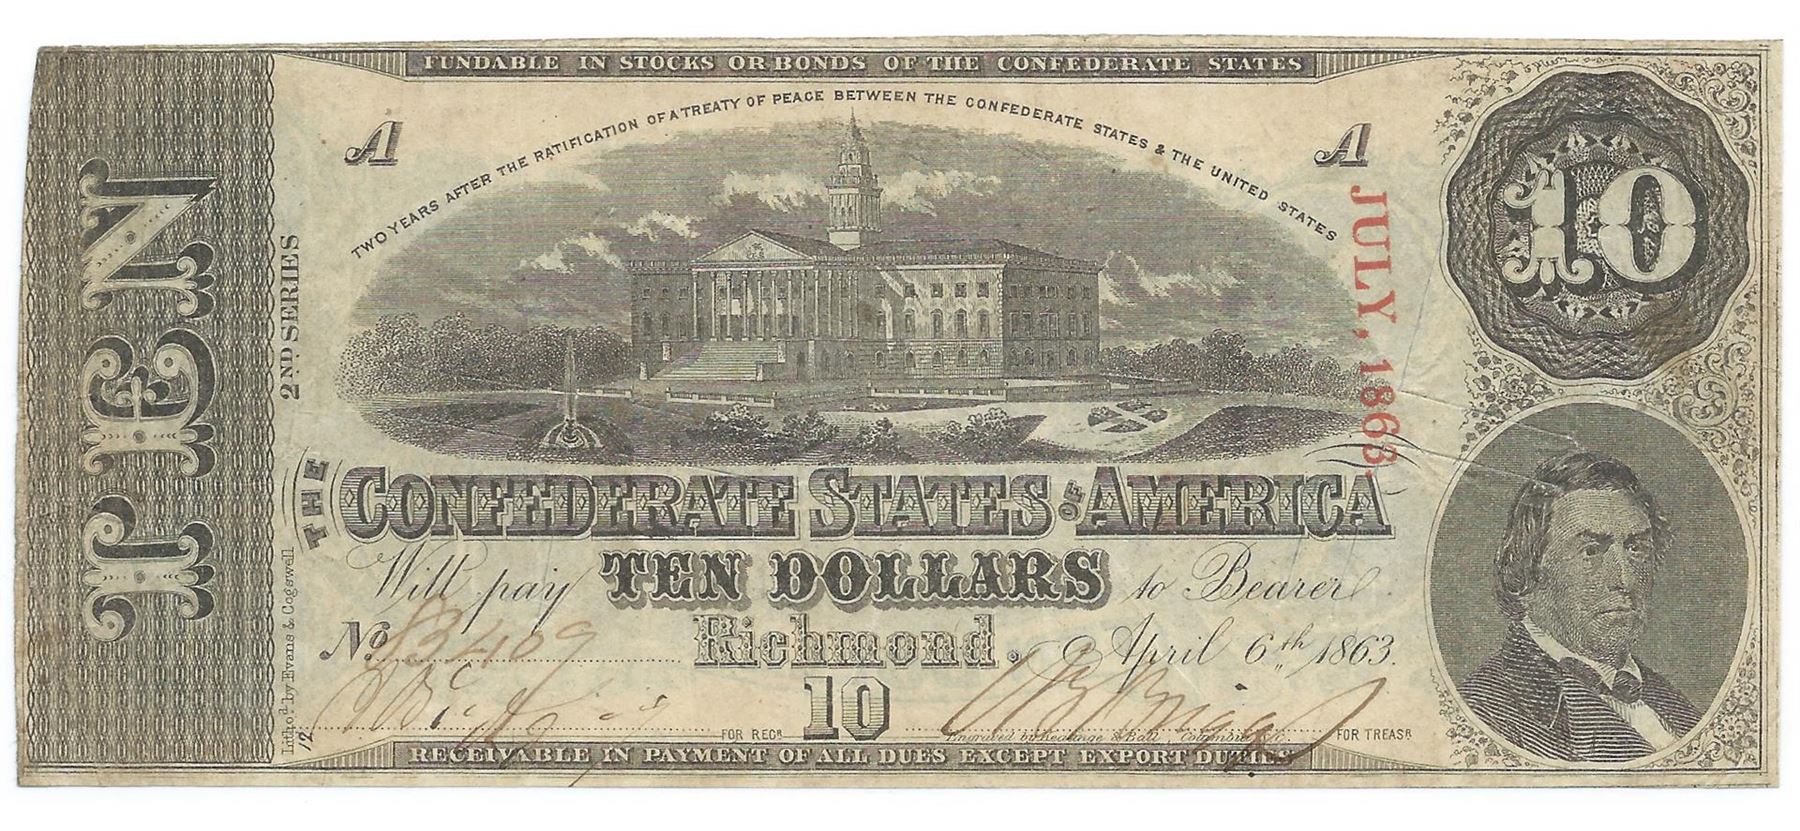 FUNDABLE IN STOCKS OR BONDS OF THE CONFEDERATE STATES
TWO YEARS AFTER THE RATIFICATION OF A TREATY OF PEACE BETWEEN THE CONFEDERATE STATES & THE UNITED STATES
A
A
10
TEN
2ND SERIES
JULY, 1863.
THE CONFEDERATE STATES OF AMERICA
Will pay TEN DOLLARS to Bearer
No 83409 Richmond. April 6th 1863.
10
FOR REGR
FOR TREASR
RECEIVABLE IN PAYMENT OF ALL DUES EXCEPT EXPORT DUTIES
Lithod by Evans & Cogswell
12